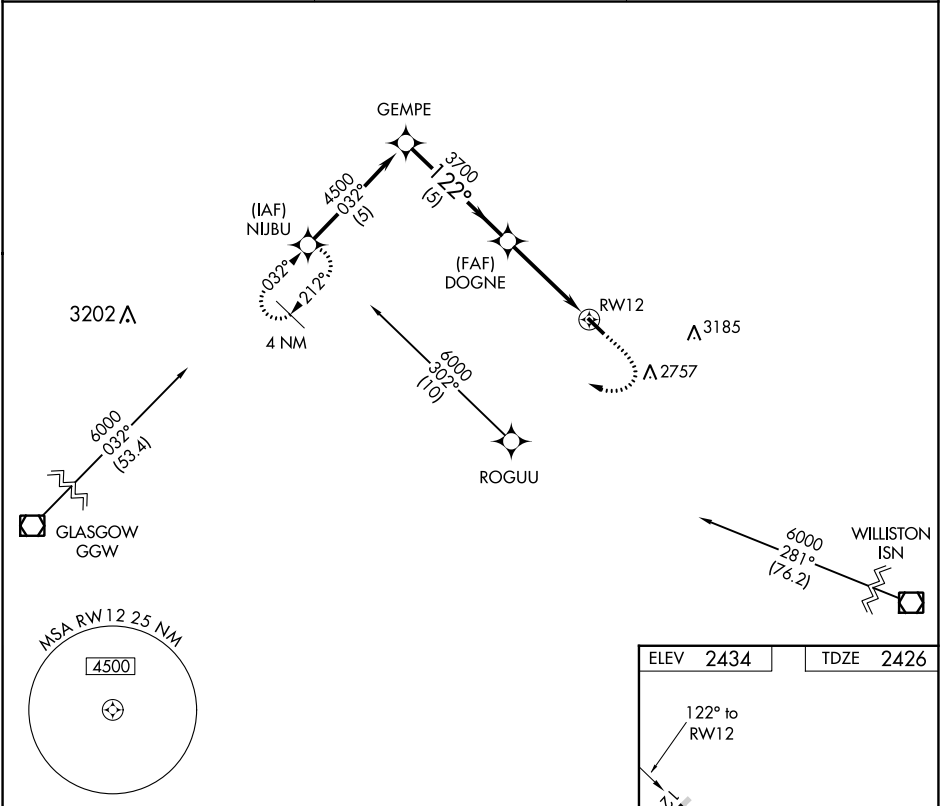 GEMPE
3700
122°
(5)
4500
032°
(5)
(IAF)
NIJBU
032°
212°
4 NM
(FAF)
DOGNE
RW12
3202
3185
2757
6000
302°
(10)
ROGUU
6000
032°
(53.4)
GLASGOW
GGW
6000
281°
(76.2)
WILLISTON
ISN
MSA RW12 25 NM
4500
ELEV 2434
TDZE 2426
122° to
RW12
12